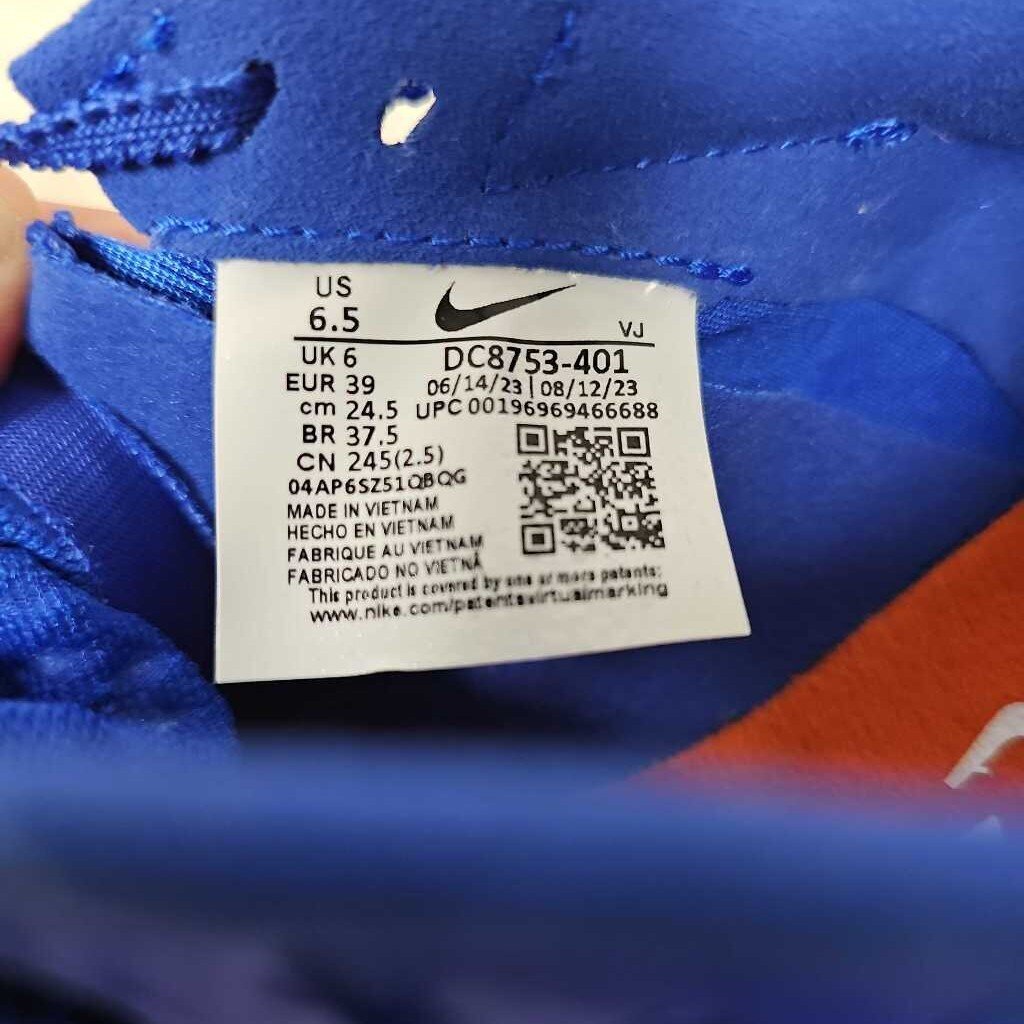 US
6.5
VJ
UK 6
DC8753-401
EUR 39
06/14/23 | 08/12/23
cm 24.5
UPC 00196969466688
BR 37.5
CN 245(2.5)
04AP6SZ51QBQG
MADE IN VIETNAM
HECHO EN VIETNAM
FABRIQUE AU VIETNAM
FABRICADO NO VIETNÃ
This product is covered by one or more patents:
www.nike.com/patentsvirtualmarking